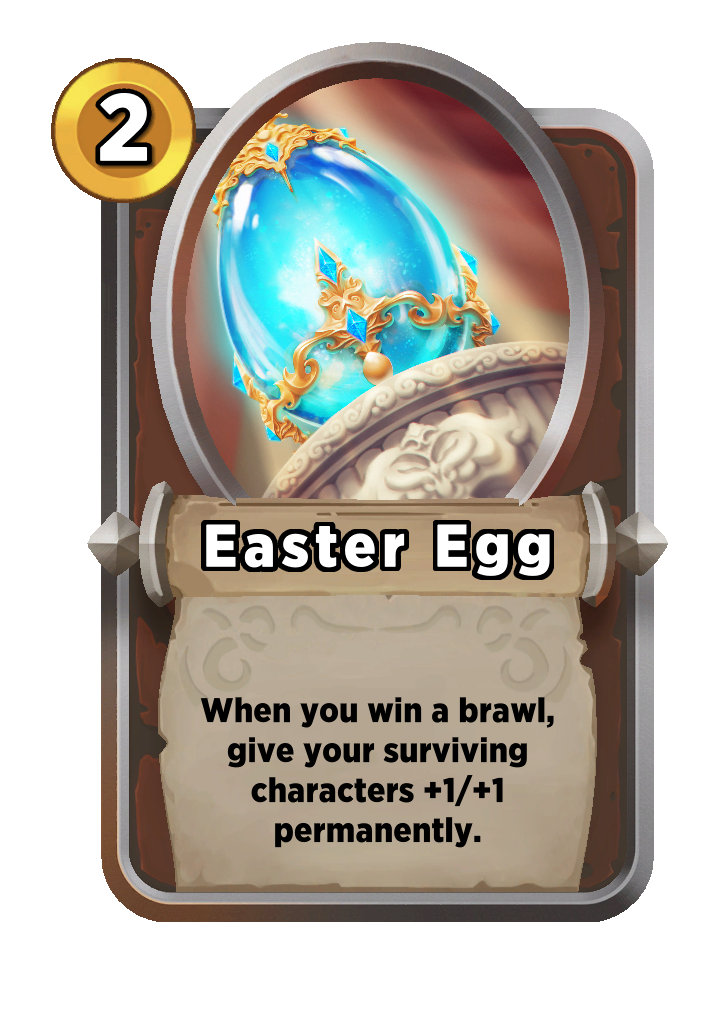 2
Easter Egg
When you win a brawl,
give your surviving
characters +1/+1
permanently.